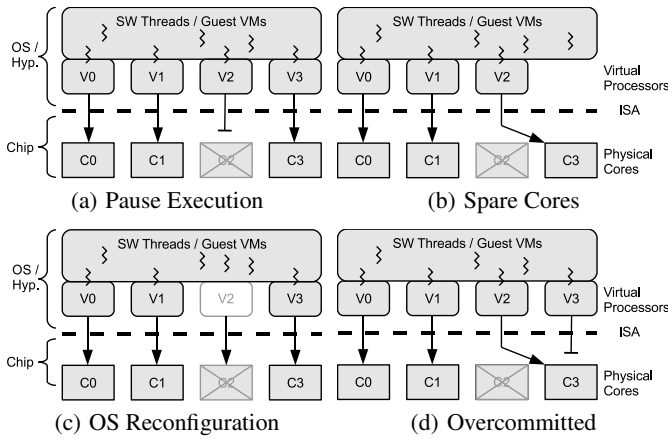 OS / Hyp.
SW Threads / Guest VMs
SW Threads / Guest VMs
V0 V1 V2 V3
V0 V1 V2
Virtual Processors
ISA
Chip
C0 C1 C2 C3
C0 C1 C2 C3
Physical Cores
(a) Pause Execution
(b) Spare Cores
OS / Hyp.
SW Threads / Guest VMs
SW Threads / Guest VMs
V0 V1 V2 V3
V0 V1 V2 V3
Virtual Processors
ISA
Chip
C0 C1 C2 C3
C0 C1 C2 C3
Physical Cores
(c) OS Reconfiguration
(d) Overcommitted